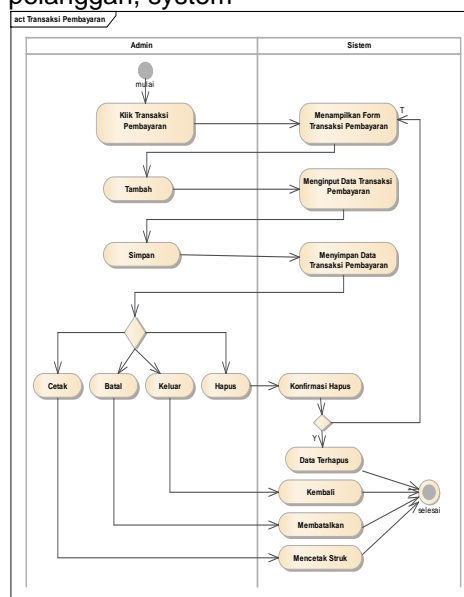 pelanggan, system
act Transaksi Pembayaran
Admin
Sistem
mulai
Klik Transaksi
Pembayaran
Menampilkan Form
Transaksi Pembayaran
T
Tambah
Menginput Data Transaksi
Pembayaran
Simpan
Menyimpan Data
Transaksi Pembayaran
Cetak
Batal
Keluar
Hapus
Konfirmasi Hapus
Y
Data Terhapus
Kembali
selesai
Membatalkan
Mencetak Struk